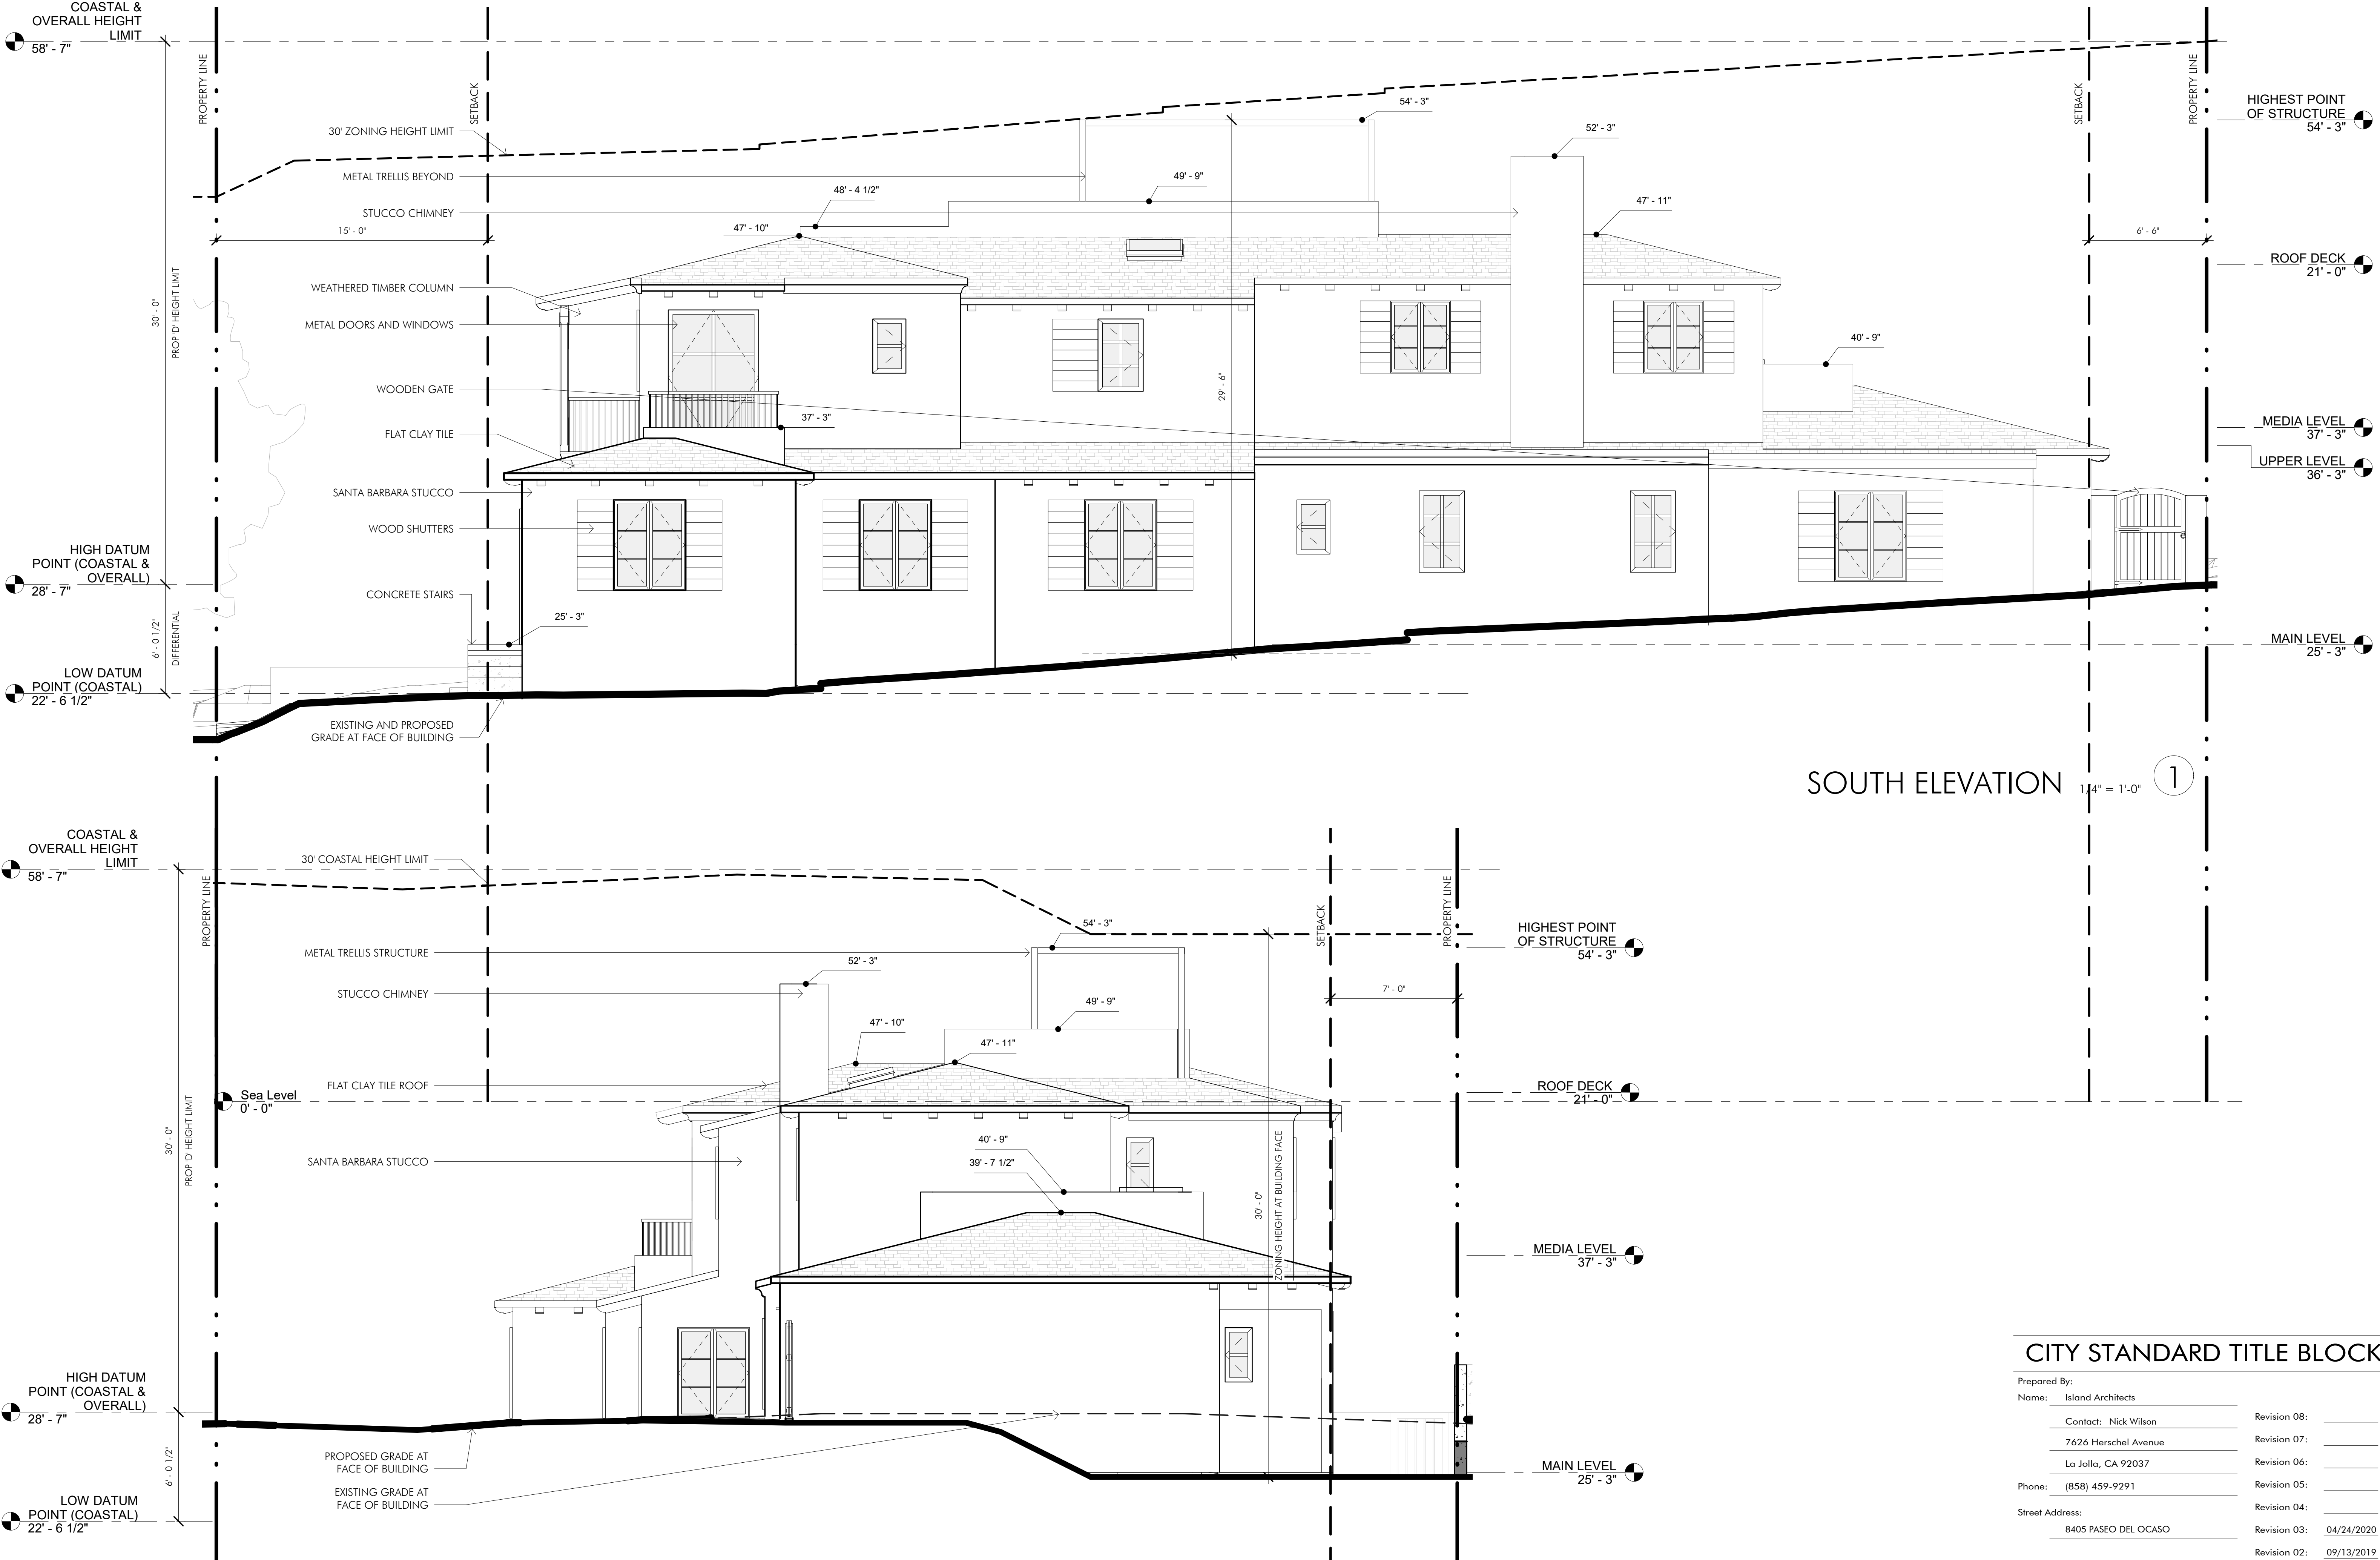 COASTAL &
OVERALL HEIGHT
LIMIT
58' - 7"
PROPERTY LINE
SETBACK
30' ZONING HEIGHT LIMIT
METAL TRELLIS BEYOND
STUCCO CHIMNEY
15' - 0"
WEATHERED TIMBER COLUMN
METAL DOORS AND WINDOWS
WOODEN GATE
FLAT CLAY TILE
SANTA BARBARA STUCCO
WOOD SHUTTERS
CONCRETE STAIRS
EXISTING AND PROPOSED
GRADE AT FACE OF BUILDING
30' - 0"
PROP 'D' HEIGHT LIMIT
HIGH DATUM
POINT (COASTAL &
OVERALL)
28' - 7"
6' - 0 1/2"
DIFFERENTIAL
LOW DATUM
POINT (COASTAL)
22' - 6 1/2"
25' - 3"
47' - 10"
48' - 4 1/2"
49' - 9"
54' - 3"
52' - 3"
47' - 11"
40' - 9"
37' - 3"
29' - 6"
SETBACK
PROPERTY LINE
6' - 6"
HIGHEST POINT
OF STRUCTURE
54' - 3"
ROOF DECK
21' - 0"
MEDIA LEVEL
37' - 3"
UPPER LEVEL
36' - 3"
MAIN LEVEL
25' - 3"
SOUTH ELEVATION
1/4" = 1'-0"
1
COASTAL &
OVERALL HEIGHT
LIMIT
58' - 7"
PROPERTY LINE
30' COASTAL HEIGHT LIMIT
METAL TRELLIS STRUCTURE
STUCCO CHIMNEY
FLAT CLAY TILE ROOF
Sea Level
0' - 0"
SANTA BARBARA STUCCO
30' - 0"
PROP 'D' HEIGHT LIMIT
HIGH DATUM
POINT (COASTAL &
OVERALL)
28' - 7"
6' - 0 1/2"
LOW DATUM
POINT (COASTAL)
22' - 6 1/2"
PROPOSED GRADE AT
FACE OF BUILDING
EXISTING GRADE AT
FACE OF BUILDING
54' - 3"
52' - 3"
49' - 9"
47' - 10"
47' - 11"
40' - 9"
39' - 7 1/2"
30' - 0"
ZONING HEIGHT AT BUILDING FACE
SETBACK
PROPERTY LINE
7' - 0"
HIGHEST POINT
OF STRUCTURE
54' - 3"
ROOF DECK
21' - 0"
MEDIA LEVEL
37' - 3"
MAIN LEVEL
25' - 3"
CITY STANDARD TITLE BLOCK
Prepared By:
Name: Island Architects
Contact: Nick Wilson
7626 Herschel Avenue
La Jolla, CA 92037
Phone: (858) 459-9291
Street Address:
8405 PASEO DEL OCASO
Revision 08:
Revision 07:
Revision 06:
Revision 05:
Revision 04:
Revision 03: 04/24/2020
Revision 02: 09/13/2019